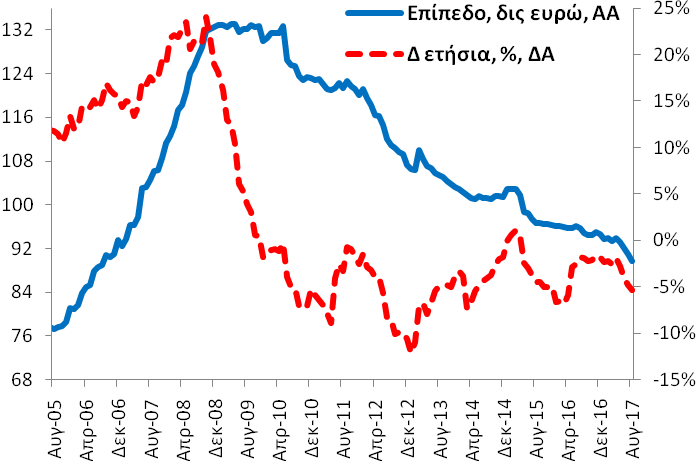 Επίπεδο, δις ευρώ, ΑΑ
Δ ετήσια, %, ΔΑ
132
124
116
108
100
92
84
76
68
25%
20%
15%
10%
5%
0%
-5%
-10%
-15%
Αυγ-05
Απρ-06
Δεκ-06
Αυγ-07
Απρ-08
Δεκ-08
Αυγ-09
Απρ-10
Δεκ-10
Αυγ-11
Απρ-12
Δεκ-12
Αυγ-13
Απρ-14
Δεκ-14
Αυγ-15
Απρ-16
Δεκ-16
Αυγ-17